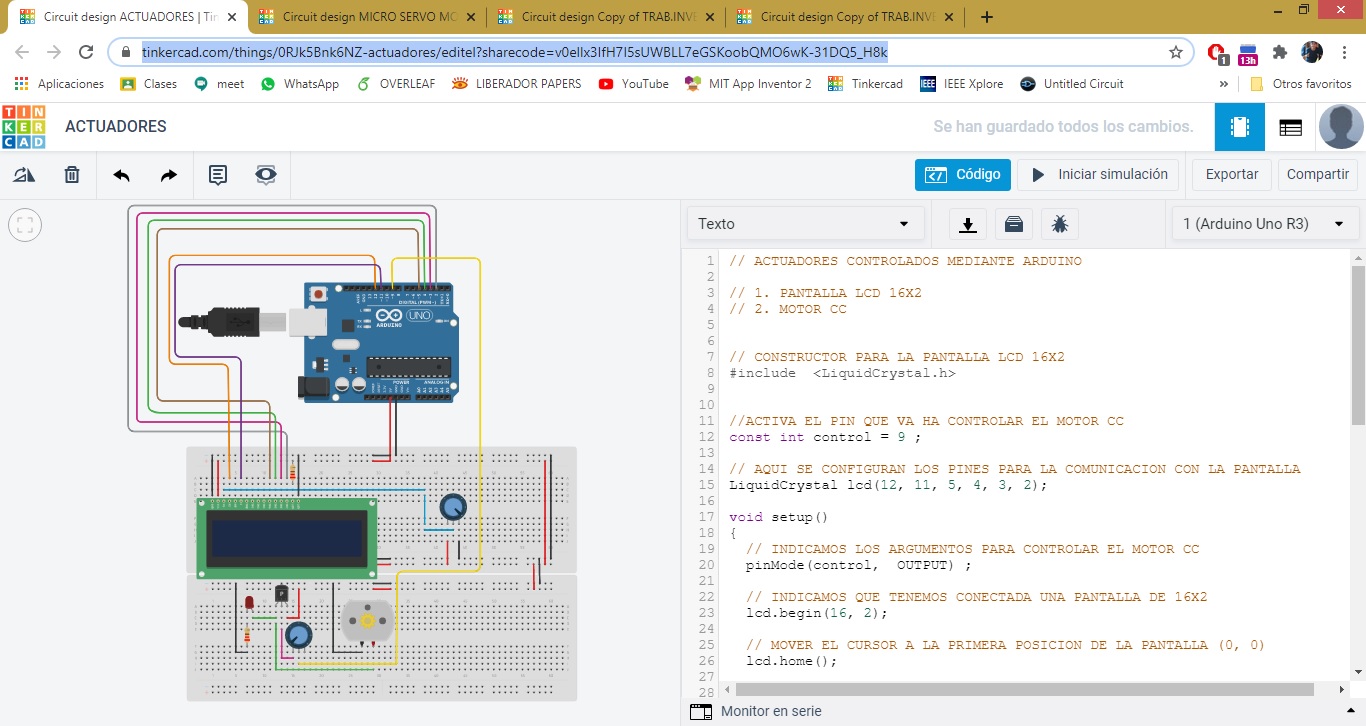 Circuit design ACTUADORES | Tin
Circuit design MICRO SERVO MO
Circuit design Copy of TRAB.INVE
Circuit design Copy of TRAB.INVE
tinkercad.com/things/0RJk5Bnk6NZ-actuadores/editel?sharecode=v0eIlx3IfH7I5sUWBLL7eGSKoobQMO6wK-31DQ5_H8k
1
13h
Aplicaciones
Clases
meet
WhatsApp
OVERLEAF
LIBERADOR PAPERS
YouTube
MIT App Inventor 2
Tinkercad
IEEE Xplore
Untitled Circuit
»
Otros favoritos
TINKERCAD
ACTUADORES
Se han guardado todos los cambios.
Código
Iniciar simulación
Exportar
Compartir
Texto
1 (Arduino Uno R3)
UNO
ARDUINO
DIGITAL (PWM~)
POWER
ANALOG IN
1 // ACTUADORES CONTROLADOS MEDIANTE ARDUINO
2
3 // 1. PANTALLA LCD 16X2
4 // 2. MOTOR CC
5
6
7 // CONSTRUCTOR PARA LA PANTALLA LCD 16X2
8 #include  <LiquidCrystal.h>
9
10
11 //ACTIVA EL PIN QUE VA HA CONTROLAR EL MOTOR CC
12 const int control = 9 ;
13
14 // AQUI SE CONFIGURAN LOS PINES PARA LA COMUNICACION CON LA PANTALLA
15 LiquidCrystal lcd(12, 11, 5, 4, 3, 2);
16
17 void setup()
18 {
19   // INDICAMOS LOS ARGUMENTOS PARA CONTROLAR EL MOTOR CC
20   pinMode(control,  OUTPUT) ;
21
22   // INDICAMOS QUE TENEMOS CONECTADA UNA PANTALLA DE 16X2
23   lcd.begin(16, 2);
24
25   // MOVER EL CURSOR A LA PRIMERA POSICION DE LA PANTALLA (0, 0)
26   lcd.home();
27
28
Monitor en serie